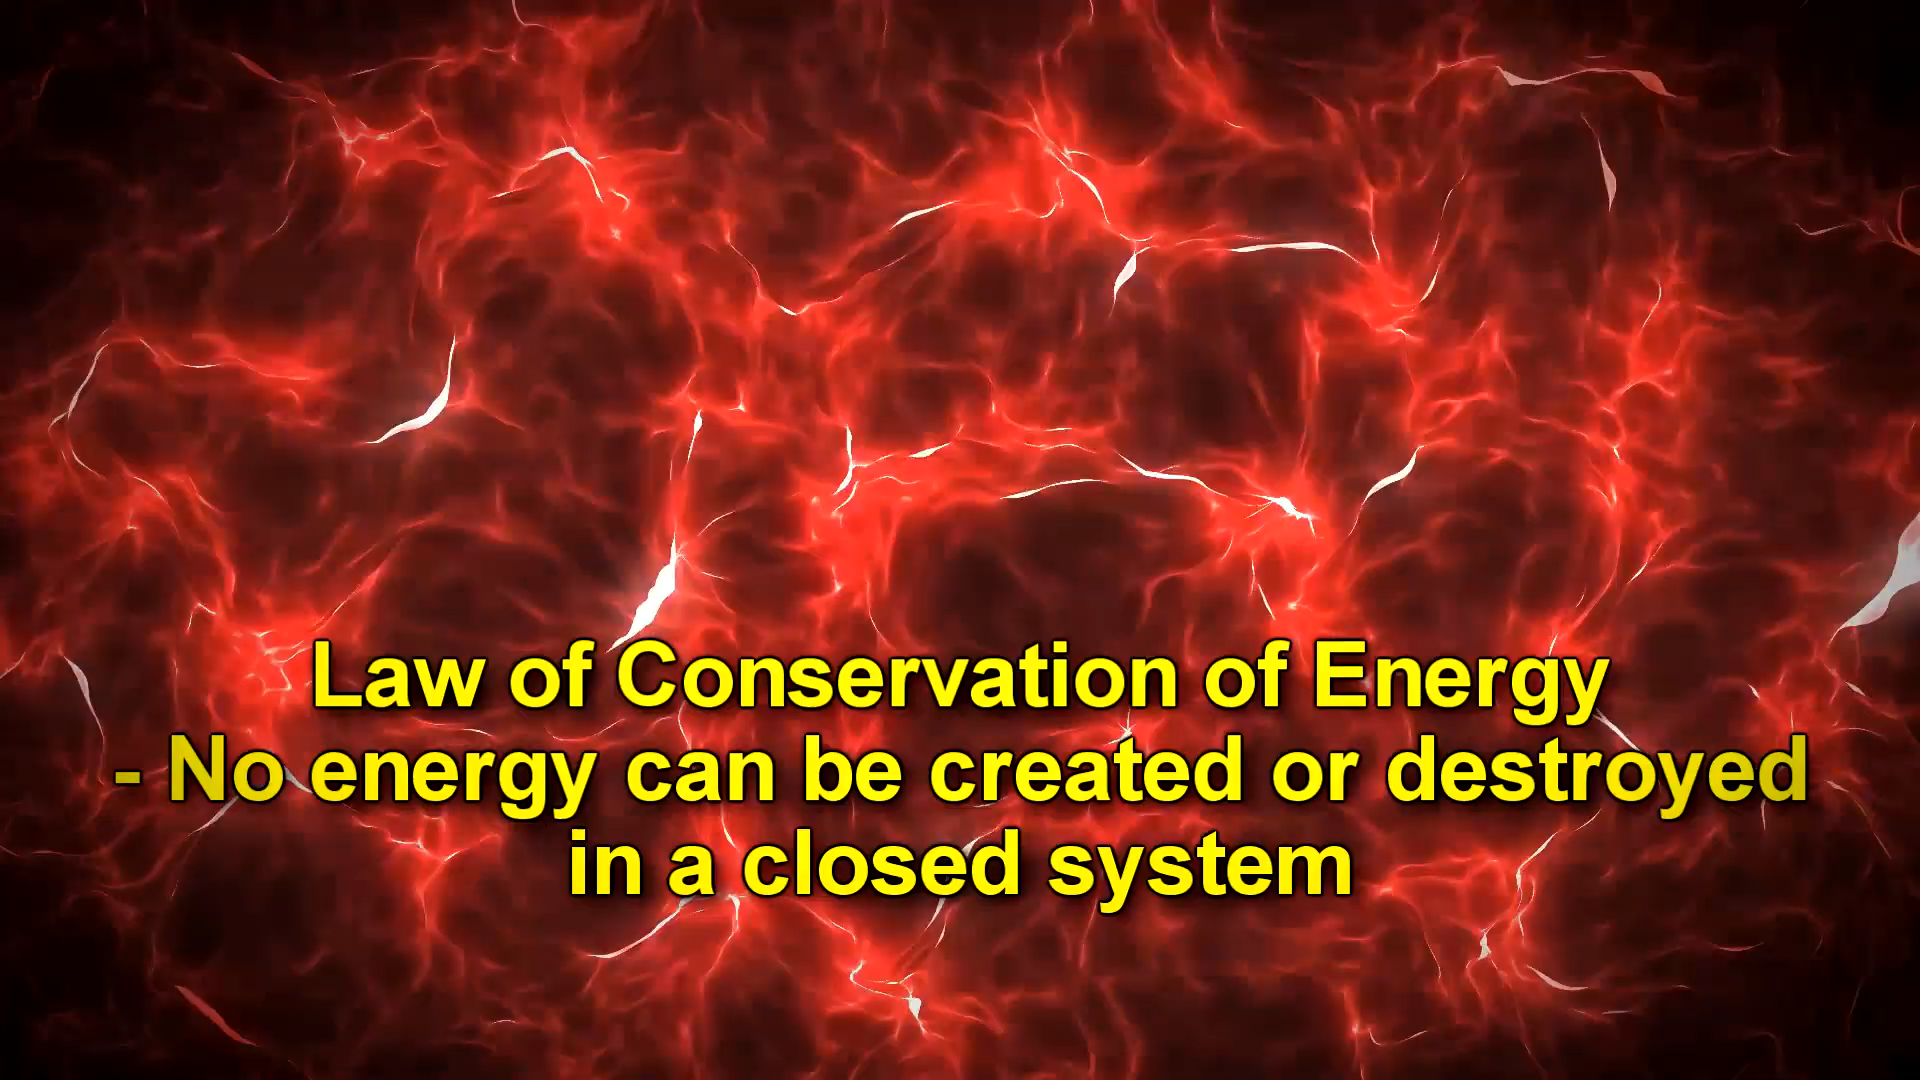 Law of Conservation of Energy
- No energy can be created or destroyed
in a closed system